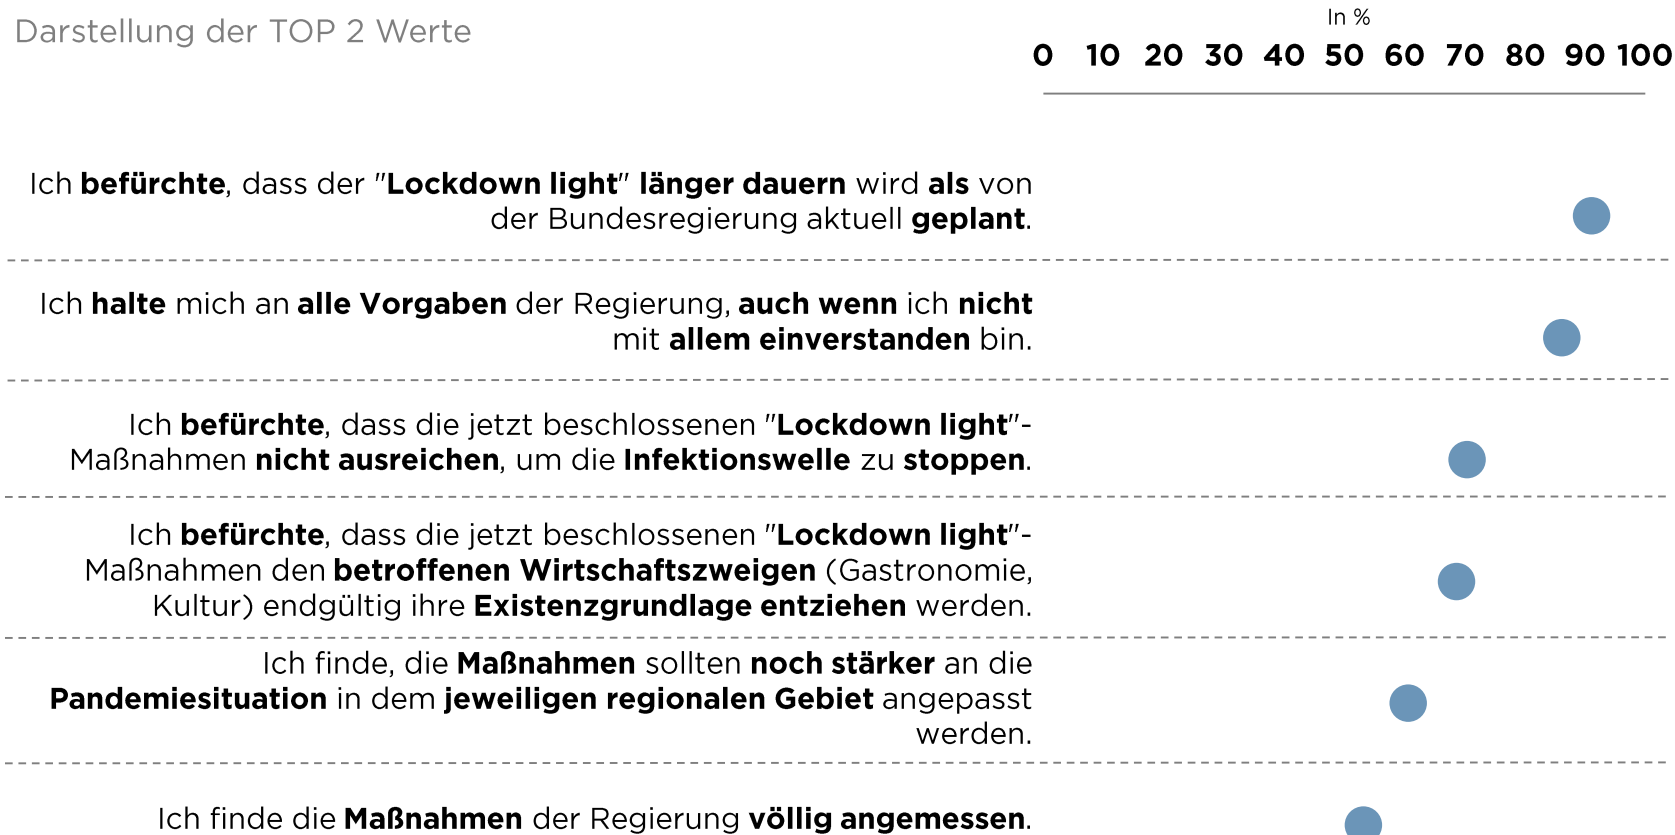 Darstellung der TOP 2 Werte
In %
0 10 20 30 40 50 60 70 80 90 100
Ich befürchte, dass der "Lockdown light" länger dauern wird als von
der Bundesregierung aktuell geplant.
Ich halte mich an alle Vorgaben der Regierung, auch wenn ich nicht
mit allem einverstanden bin.
Ich befürchte, dass die jetzt beschlossenen "Lockdown light"-
Maßnahmen nicht ausreichen, um die Infektionswelle zu stoppen.
Ich befürchte, dass die jetzt beschlossenen "Lockdown light"-
Maßnahmen den betroffenen Wirtschaftszweigen (Gastronomie,
Kultur) endgültig ihre Existenzgrundlage entziehen werden.
Ich finde, die Maßnahmen sollten noch stärker an die
Pandemiesituation in dem jeweiligen regionalen Gebiet angepasst
werden.
Ich finde die Maßnahmen der Regierung völlig angemessen.